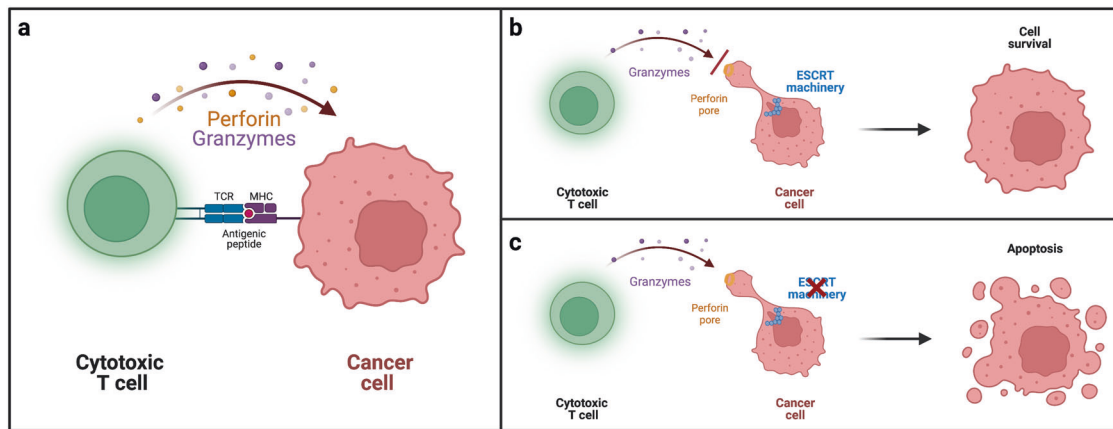 a
Perforin
Granzymes
TCR
MHC
Antigenic
peptide
Cytotoxic
T cell
Cancer
cell
b
Granzymes
Perforin
pore
ESCRT
machinery
Cell
survival
Cytotoxic
T cell
Cancer
cell
c
Granzymes
Perforin
pore
ESCRT
machinery
Apoptosis
Cytotoxic
T cell
Cancer
cell